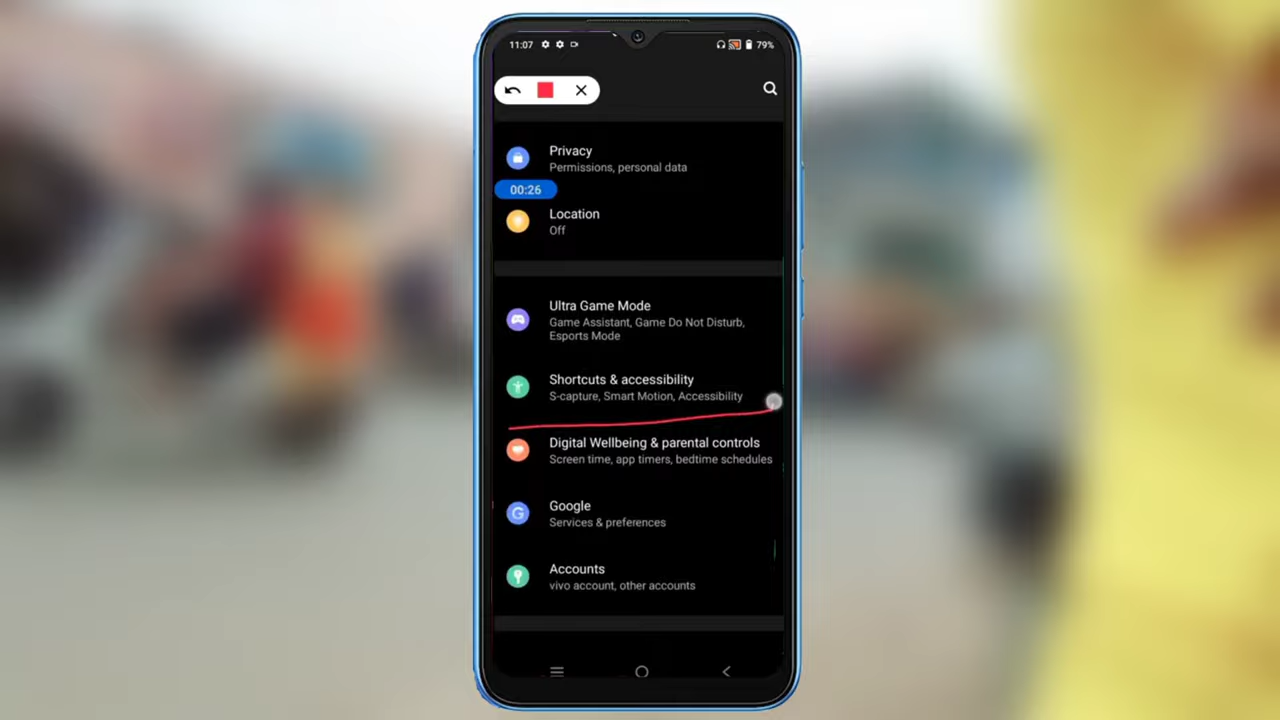 11:07 79%
Privacy
Permissions, personal data
00:26
Location
Off
Ultra Game Mode
Game Assistant, Game Do Not Disturb,
Esports Mode
Shortcuts & accessibility
S-capture, Smart Motion, Accessibility
Digital Wellbeing & parental controls
Screen time, app timers, bedtime schedules
G Google
Services & preferences
Accounts
vivo account, other accounts